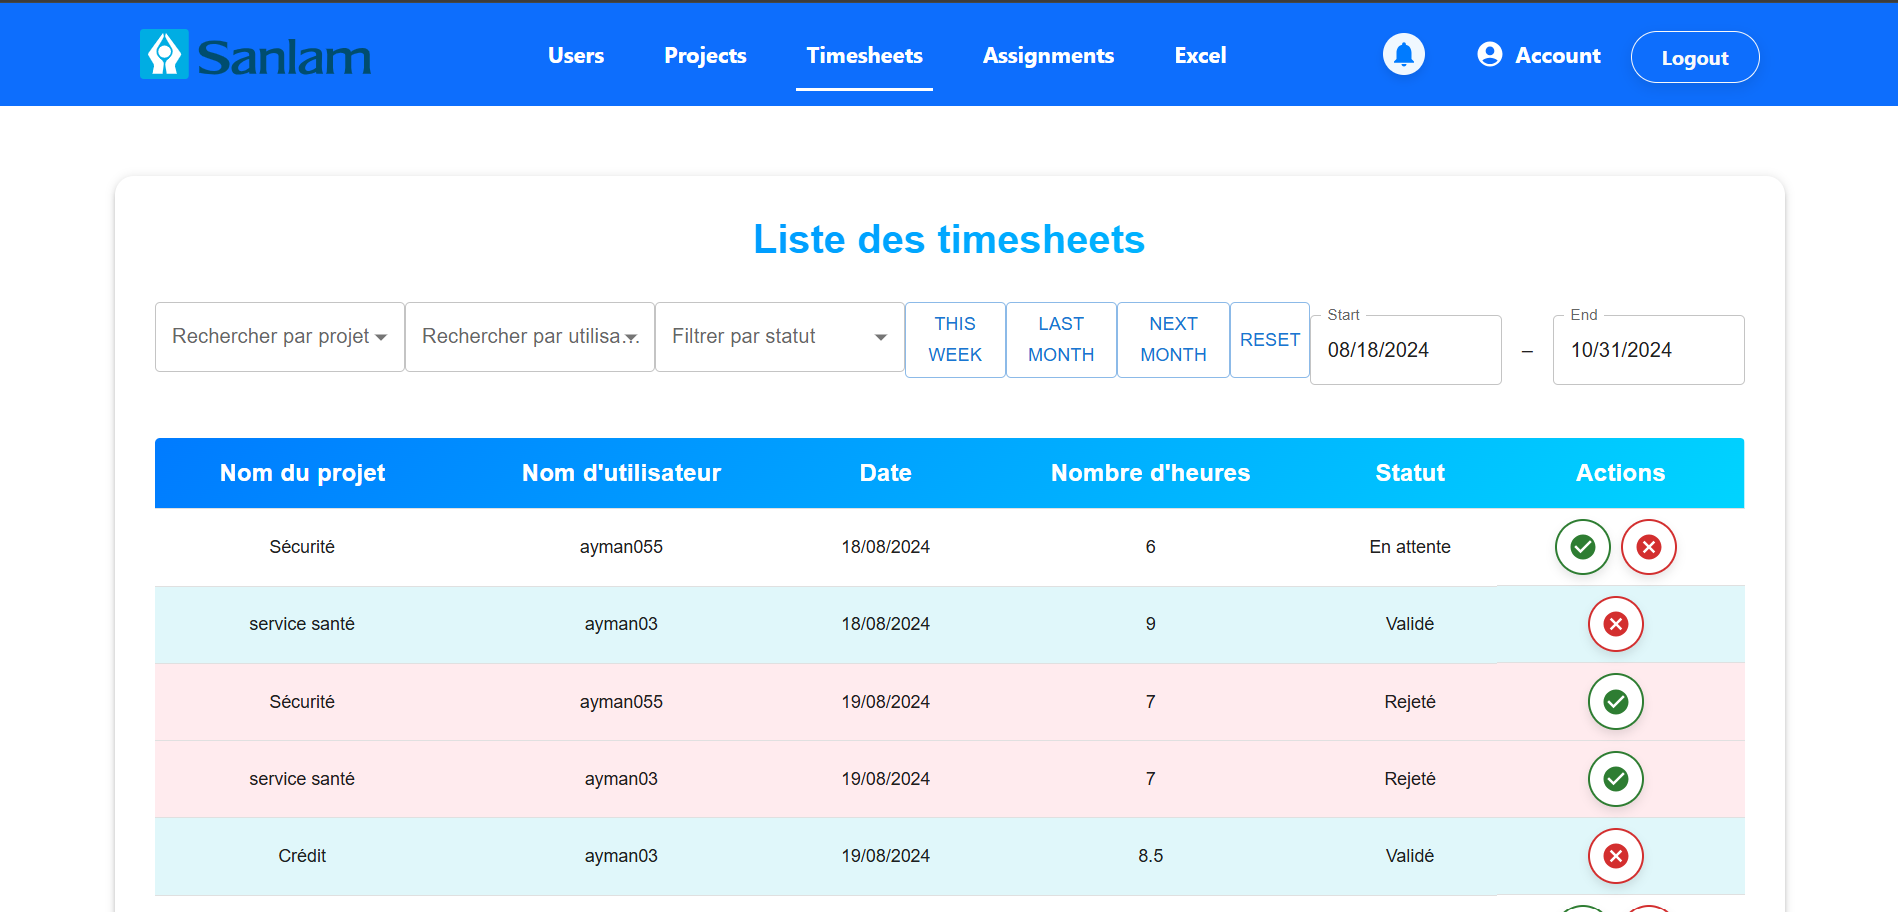 Sanlam
Users Projects Timesheets Assignments Excel Account Logout
Liste des timesheets
Rechercher par projet
Rechercher par utilisa...
Filtrer par statut
THIS
WEEK
LAST
MONTH
NEXT
MONTH
RESET
Start
08/18/2024
–
End
10/31/2024
Nom du projet Nom d'utilisateur Date Nombre d'heures Statut Actions
Sécurité ayman055 18/08/2024 6 En attente
service santé ayman03 18/08/2024 9 Validé
Sécurité ayman055 19/08/2024 7 Rejeté
service santé ayman03 19/08/2024 7 Rejeté
Crédit ayman03 19/08/2024 8.5 Validé